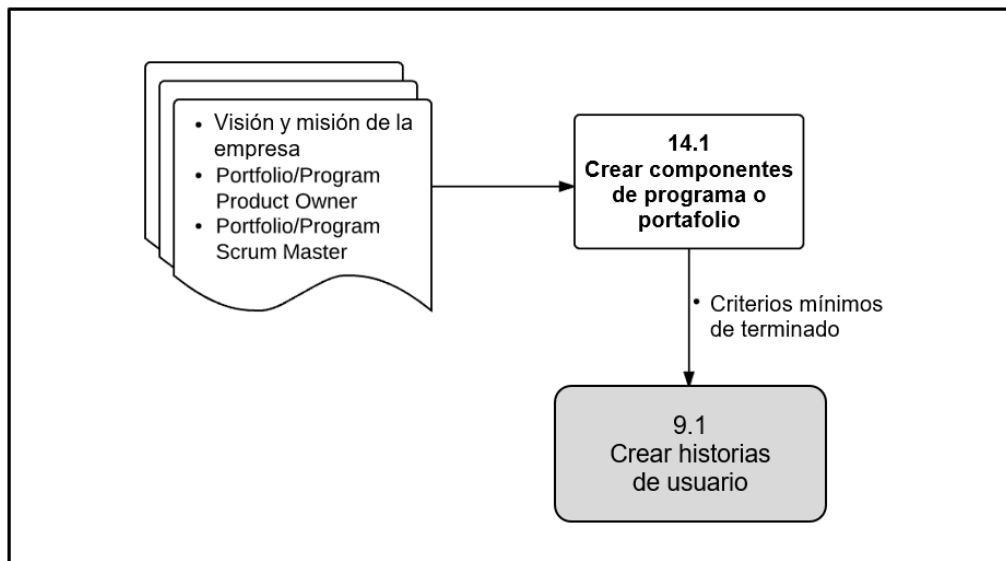 • Visión y misión de la
empresa
• Portfolio/Program
Product Owner
• Portfolio/Program
Scrum Master
14.1
Crear componentes
de programa o
portafolio
• Criterios mínimos
de terminado
9.1
Crear historias
de usuario